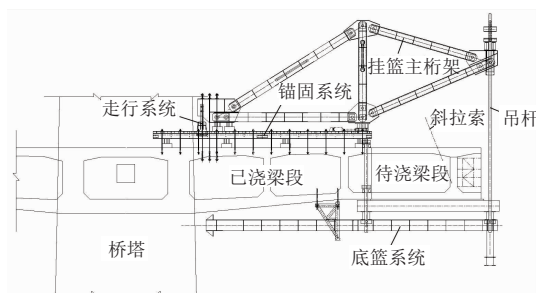 挂篮主桁架
走行系统
锚固系统
斜拉索
吊杆
已浇梁段
待浇梁段
桥塔
底篮系统